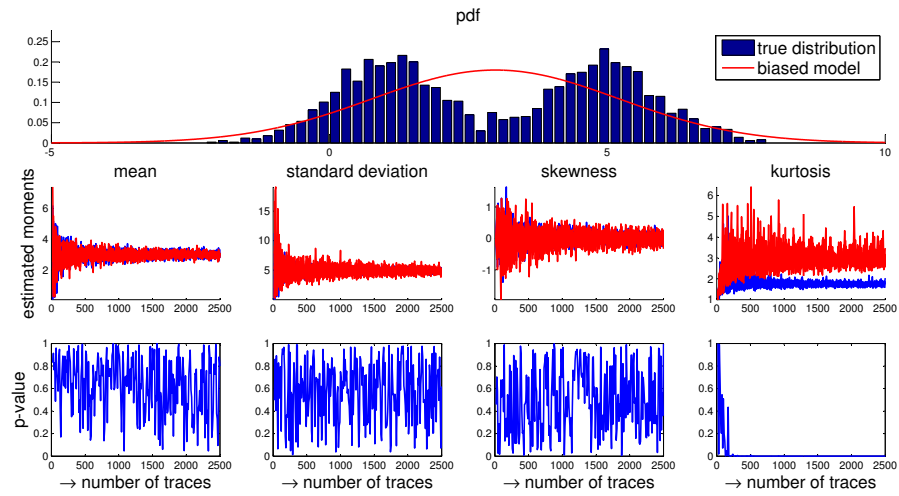 pdf
0.25
0.2
0.15
0.1
0.05
0
-5 0 5 10
true distribution
biased model
mean standard deviation skewness kurtosis
estimated moments
4
2
0 500 1000 1500 2000 2500
15
10
5
0 500 1000 1500 2000 2500
1
0
-1
0 500 1000 1500 2000 2500
6
5
4
3
2
1
0 500 1000 1500 2000 2500
p-value
1
0.8
0.6
0.4
0.2
0
0 500 1000 1500 2000 2500
→ number of traces
1
0.8
0.6
0.4
0.2
0
0 500 1000 1500 2000 2500
→ number of traces
1
0.8
0.6
0.4
0.2
0
0 500 1000 1500 2000 2500
→ number of traces
1
0.8
0.6
0.4
0.2
0
0 500 1000 1500 2000 2500
→ number of traces